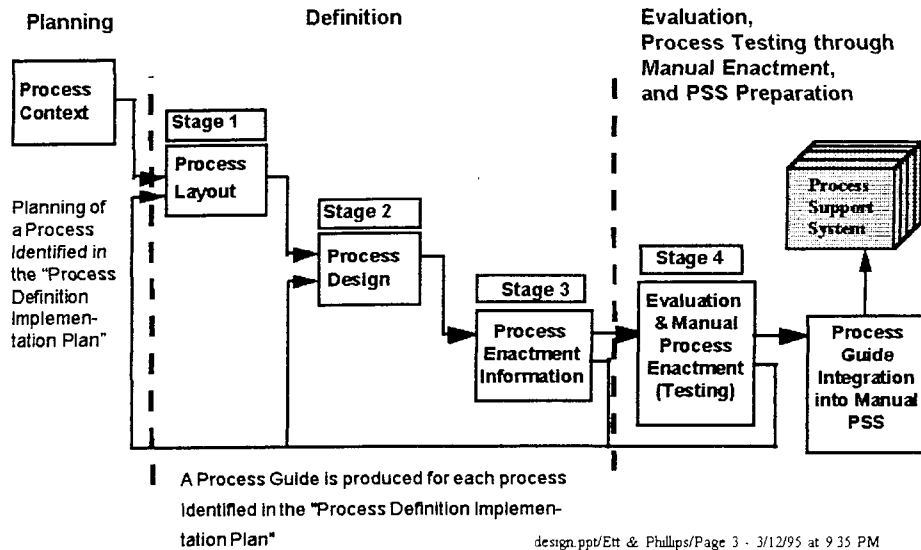 Planning
Definition
Evaluation,
Process Testing through
Manual Enactment,
and PSS Preparation
Process
Context
Stage 1
Process
Layout
Planning of
a Process
Identified in
the "Process
Definition
Implemen-
tation Plan"
Stage 2
Process
Design
Stage 3
Process
Enactment
Information
Stage 4
Evaluation
& Manual
Process
Enactment
(Testing)
Process
Support
System
Process
Guide
Integration
into Manual
PSS
A Process Guide is produced for each process
Identified in the "Process Definition Implemen-
tation Plan"
design.ppt/Ett & Phillips/Page 3 - 3/12/95 at 9 35 PM